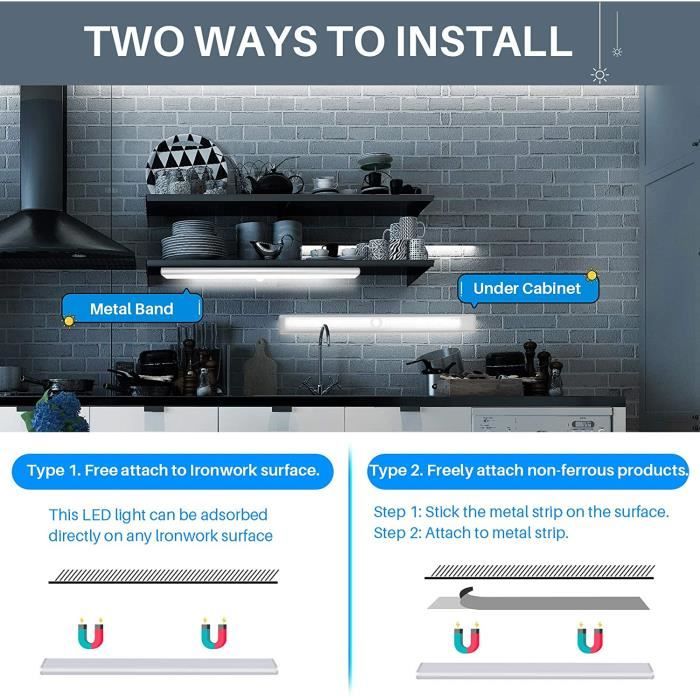 TWO WAYS TO INSTALL
Metal Band
Under Cabinet
Type 1. Free attach to Ironwork surface.
This LED light can be adsorbed
directly on any lronwork surface
Type 2. Freely attach non-ferrous products.
Step 1: Stick the metal strip on the surface.
Step 2: Attach to metal strip.